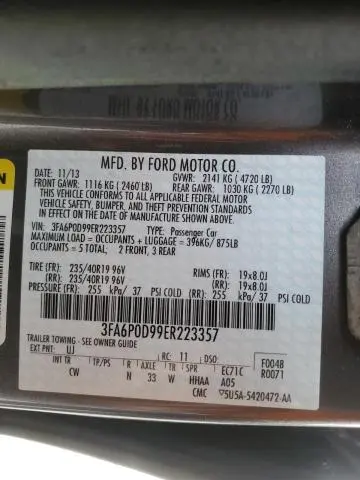 MFD. BY FORD MOTOR CO.
DATE: 11/13 GVWR: 2141 KG ( 4720 LB)
FRONT GAWR: 1116 KG ( 2460 LB) REAR GAWR: 1030 KG ( 2270 LB)
THIS VEHICLE CONFORMS TO ALL APPLICABLE FEDERAL MOTOR
VEHICLE SAFETY, BUMPER, AND THEFT PREVENTION STANDARDS
IN EFFECT ON THE DATE OF MANUFACTURE SHOWN ABOVE.
VIN: 3FA6P0D99ER223357 TYPE: Passenger Car
MAXIMUM LOAD = OCCUPANTS + LUGGAGE = 396KG/ 875LB
OCCUPANTS = 5 TOTAL; 2 FRONT, 3 REAR
TIRE (FR): 235/40R19 96V RIMS (FR): 19x8.0J
(RR): 235/40R19 96V (RR): 19x8.0J
PRESSURE (FR): 255 kPa/ 37 PSI COLD (RR): 255 kPa/ 37 PSI COLD
3FA6P0D99ER223357
TRAILER TOWING - SEE OWNER GUIDE
EXT PNT: UJ RC: 11 DSO: F0048
INT TR TP/PS R AXLE TR SPR EC71C R0071
CW N 33 W HHAA A05
CMC 5U5A-5420472-AA